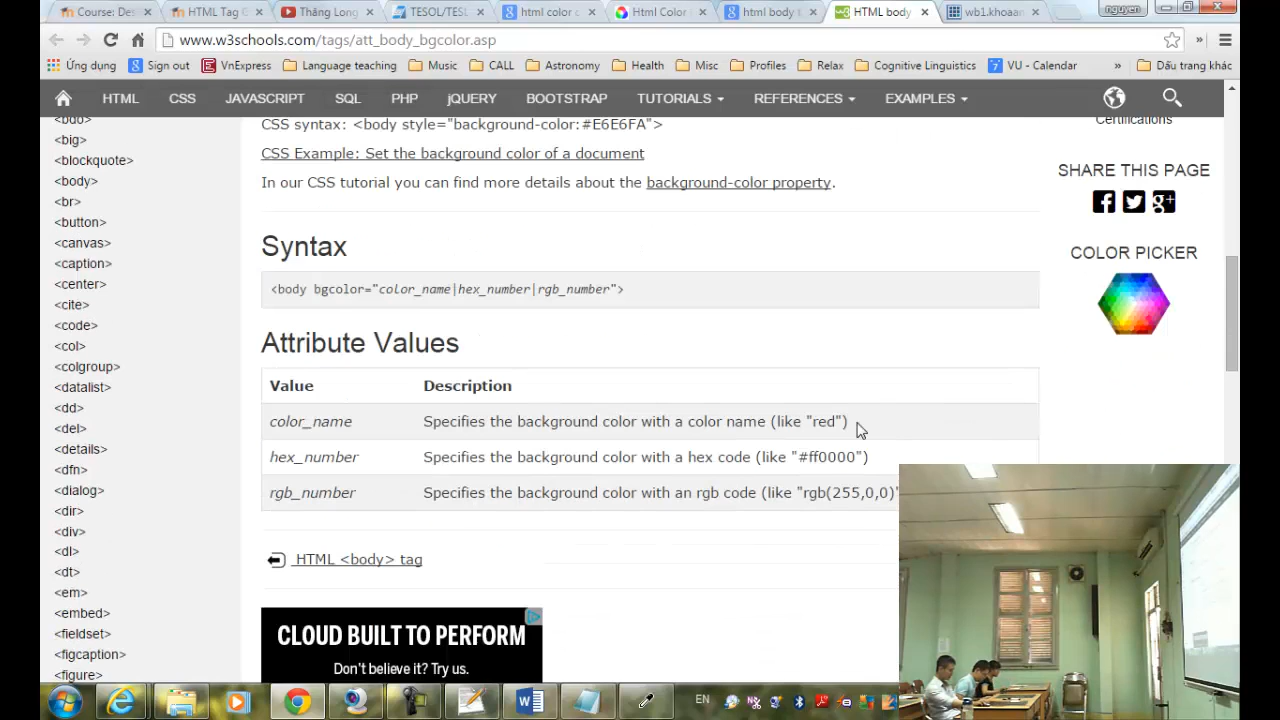 Course: Des
HTML Tag C
Thăng Long
TESOL/TESL
html color c
Html Color
html body t
HTML body
wb1.khoaan
nguyen
www.w3schools.com/tags/att_body_bgcolor.asp
Ứng dụng
Sign out
VnExpress
Language teaching
Music
CALL
Astronomy
Health
Misc
Profiles
Relax
Cognitive Linguistics
VU - Calendar
»
Dấu trang khác
HTML
CSS
JAVASCRIPT
SQL
PHP
jQUERY
BOOTSTRAP
TUTORIALS
REFERENCES
EXAMPLES
<bdo>
<big>
<blockquote>
<body>
<br>
<button>
<canvas>
<caption>
<center>
<cite>
<code>
<col>
<colgroup>
<datalist>
<dd>
<del>
<details>
<dfn>
<dialog>
<dir>
<div>
<dl>
<dt>
<em>
<embed>
<fieldset>
<figcaption>
<figure>
CSS syntax: <body style="background-color:#E6E6FA">
CSS Example: Set the background color of a document
In our CSS tutorial you can find more details about the background-color property.
Syntax
<body bgcolor="color_name|hex_number|rgb_number">
Attribute Values
Value Description
color_name Specifies the background color with a color name (like "red")
hex_number Specifies the background color with a hex code (like "#ff0000")
rgb_number Specifies the background color with an rgb code (like "rgb(255,0,0)"
HTML <body> tag
CLOUD BUILT TO PERFORM
Don't believe it? Try us.
Certifications
SHARE THIS PAGE
COLOR PICKER
EN